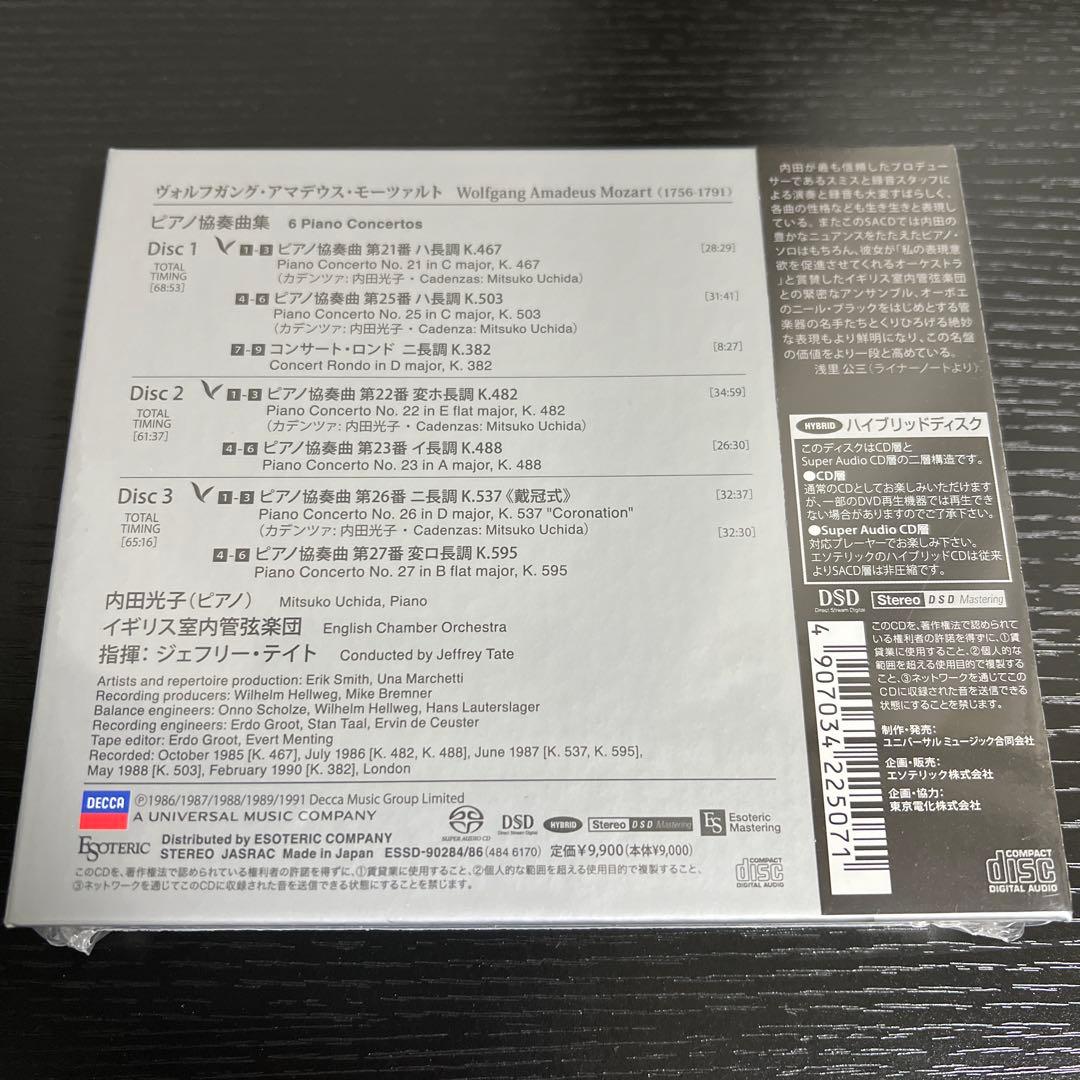 ヴォルフガング・アマデウス・モーツァルト Wolfgang Amadeus Mozart (1756-1791)
ピアノ協奏曲集 6 Piano Concertos
Disc 1 1-3 ピアノ協奏曲 第21番 ハ長調 K.467 [28:29]
TOTAL TIMING [68:53]
Piano Concerto No. 21 in C major, K. 467
(カデンツァ: 内田光子・Cadenzas: Mitsuko Uchida)
4-6 ピアノ協奏曲 第25番 ハ長調 K.503 [31:41]
Piano Concerto No. 25 in C major, K. 503
(カデンツァ: 内田光子・Cadenza: Mitsuko Uchida)
7-9 コンサート・ロンド ニ長調 K.382 [8:27]
Concert Rondo in D major, K. 382
Disc 2 1-3 ピアノ協奏曲 第22番 変ホ長調 K.482 [34:59]
TOTAL TIMING [61:37]
Piano Concerto No. 22 in E flat major, K. 482
(カデンツァ: 内田光子・Cadenzas: Mitsuko Uchida)
4-6 ピアノ協奏曲 第23番 イ長調 K.488 [26:30]
Piano Concerto No. 23 in A major, K. 488
Disc 3 1-3 ピアノ協奏曲 第26番 ニ長調 K.537《戴冠式》 [32:37]
TOTAL TIMING [65:16]
Piano Concerto No. 26 in D major, K. 537 "Coronation"
(カデンツァ: 内田光子・Cadenzas: Mitsuko Uchida)
4-6 ピアノ協奏曲 第27番 変ロ長調 K.595 [32:30]
Piano Concerto No. 27 in B flat major, K. 595
内田光子(ピアノ) Mitsuko Uchida, Piano
イギリス室内管弦楽団 English Chamber Orchestra
指揮: ジェフリー・テイト Conducted by Jeffrey Tate
Artists and repertoire production: Erik Smith, Una Marchetti
Recording producers: Wilhelm Hellweg, Mike Bremner
Balance engineers: Onno Scholze, Wilhelm Hellweg, Hans Lauterslager
Recording engineers: Erdo Groot, Stan Taal, Ervin de Ceuster
Tape editor: Erdo Groot, Evert Menting
Recorded: October 1985 [K. 467], July 1986 [K. 482, K. 488], June 1987 [K. 537, K. 595],
May 1988 [K. 503], February 1990 [K. 382], London
DECCA
℗1986/1987/1988/1989/1991 Decca Music Group Limited
A UNIVERSAL MUSIC COMPANY
SUPER AUDIO CD
DSD Direct Stream Digital
HYBRID
Stereo DSD Mastering
ES Esoteric Mastering
ESOTERIC
Distributed by ESOTERIC COMPANY
STEREO JASRAC Made in Japan ESSD-90284/86 (484 6170) 定価¥9,900(本体¥9,000)
このCDを、著作権法で認められている権利者の許諾を得ずに、①賃貸業に使用すること、②個人的な範囲を超える使用目的で複製すること、
③ネットワークを通じてこのCDに収録された音を送信できる状態にすることを禁じます。
COMPACT disc DIGITAL AUDIO
内田が最も信頼したプロデュー
サーであるスミスと録音スタッフに
よる演奏と録音も大変すばらしく、
各曲の性格なども生き生きと表現し
ている。またこのSACDでは内田の
豊かなニュアンスをたたえたピアノ・
ソロはもちろん、彼女が「私の表現意
欲を促進させてくれるオーケストラ
」と賞賛したイギリス室内管弦楽団
との緊密なアンサンブル、オーボエ
のニール・ブラックをはじめとする管
楽器の名手たちとくりひろげる絶妙
な表現もより鮮明になり、この名盤
の価値をより一段と高めている。
浅里 公三(ライナーノートより)
HYBRID ハイブリッドディスク
このディスクはCD層と
Super Audio CD層の二層構造です。
●CD層
通常のCDとしてお楽しみいただけます
が、一部のDVD再生機器では再生でき
ない場合がありますのでご了承下さい。
●Super Audio CD層
対応プレーヤーでお楽しみ下さい。
エソテリックのハイブリッドCDは従来
よりSACD層は非圧縮です。
DSD Direct Stream Digital
Stereo DSD Mastering
このCDを、著作権法で認められて
いる権利者の許諾を得ずに、①賃
貸業に使用すること、②個人的な
範囲を超える使用目的で複製するこ
と、③ネットワークを通じてこの
CDに収録された音を送信できる
状態にすることを禁じます。
制作・発売:
ユニバーサル ミュージック合同会社
企画・販売:
エソテリック株式会社
企画・協力:
東京電化株式会社
4 907034 225071
COMPACT disc DIGITAL AUDIO